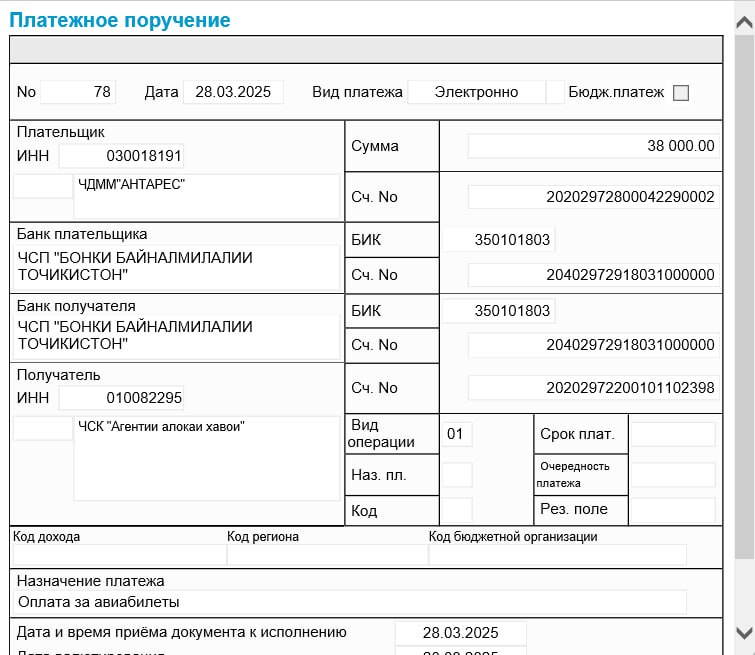 Платежное поручение
No 78 Дата 28.03.2025 Вид платежа Электронно Бюдж.платеж
Плательщик
ИНН 030018191
ЧДММ"АНТАРЕС"
Сумма 38 000.00
Сч. No 20202972800042290002
Банк плательщика
ЧСП "БОНКИ БАЙНАЛМИЛАЛИИ
ТОЧИКИСТОН"
БИК 350101803
Сч. No 20402972918031000000
Банк получателя
ЧСП "БОНКИ БАЙНАЛМИЛАЛИИ
ТОЧИКИСТОН"
БИК 350101803
Сч. No 20402972918031000000
Получатель
ИНН 010082295
ЧСК "Агентии алокаи хавои"
Сч. No 20202972200101102398
Вид
операции
01
Срок плат.
Наз. пл.
Очередность
платежа
Код
Рез. поле
Код дохода Код региона Код бюджетной организации
Назначение платежа
Оплата за авиабилеты
Дата и время приёма документа к исполнению 28.03.2025